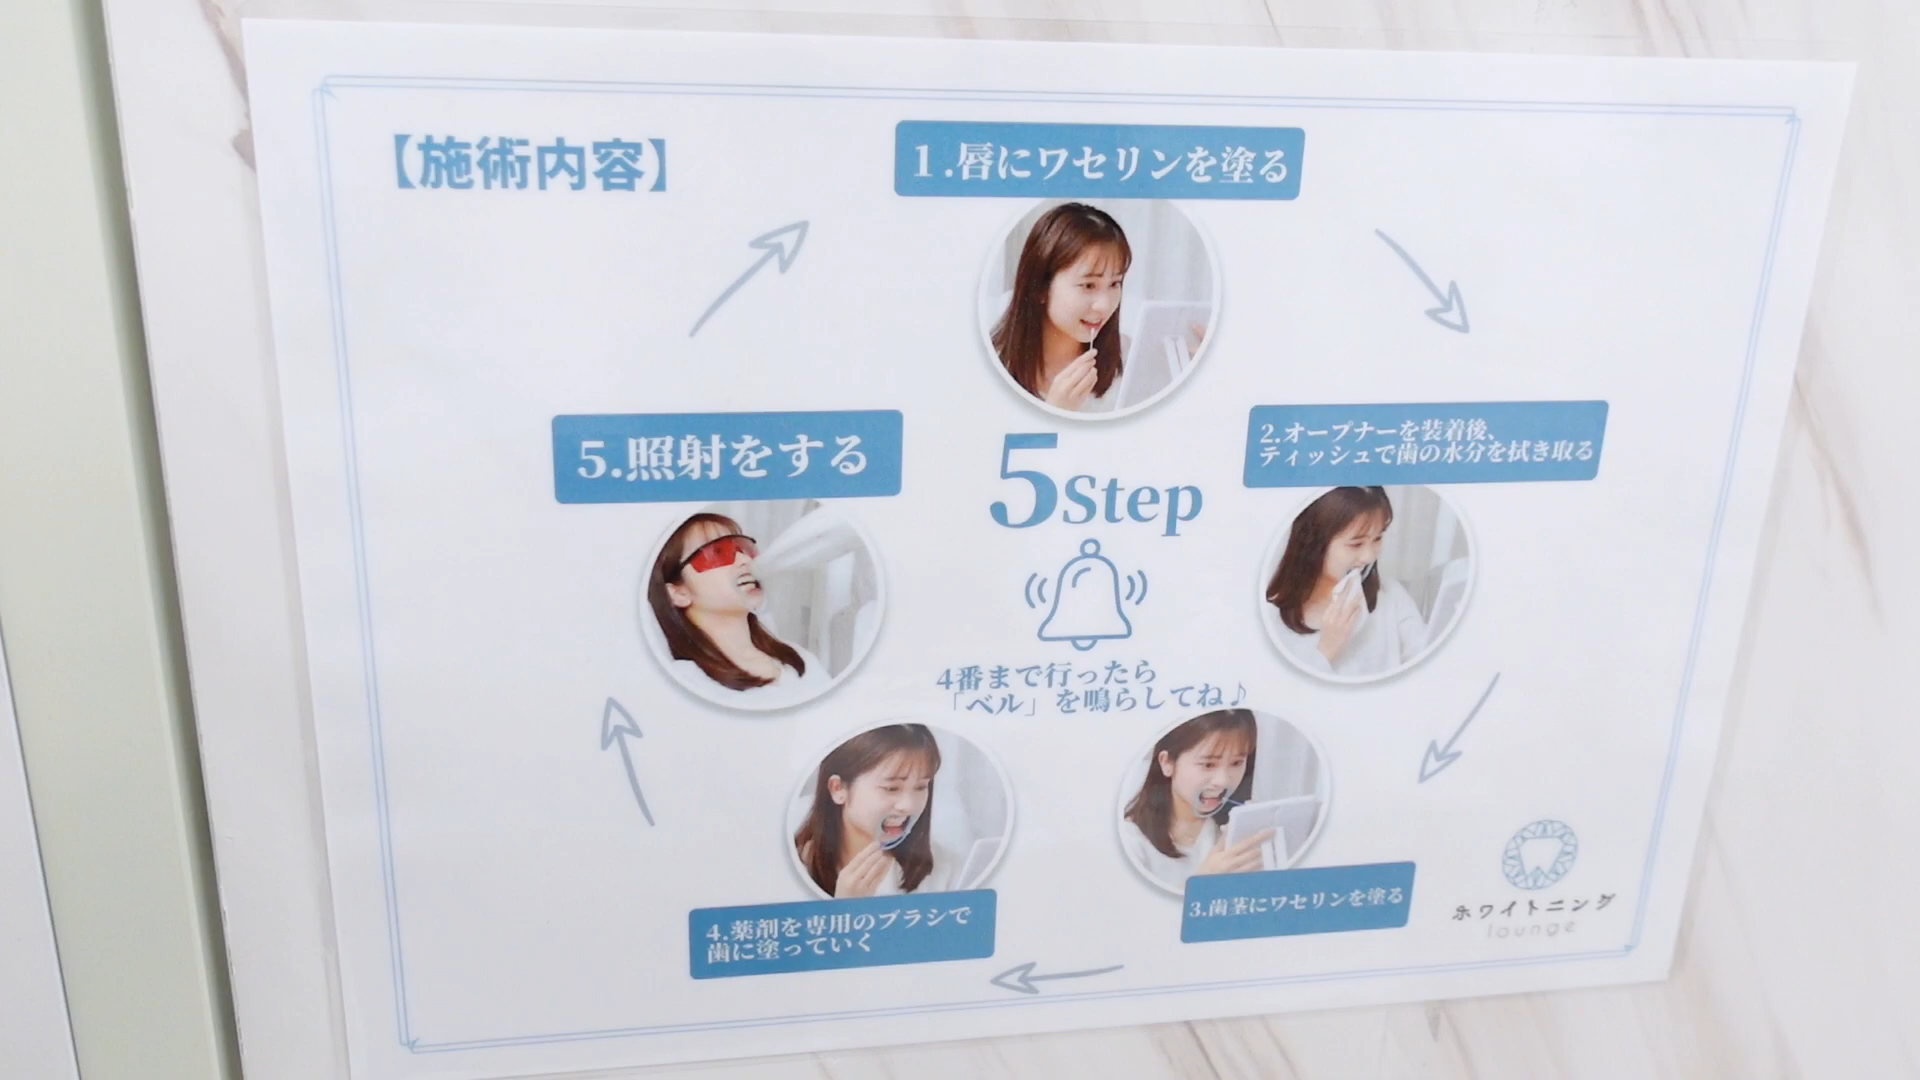 【施術内容】
1.唇にワセリンを塗る
2.オープナーを装着後、
ティッシュで歯の水分を拭き取る
3.歯茎にワセリンを塗る
4.薬剤を専用のブラシで
歯に塗っていく
5.照射をする
5Step
4番まで行ったら
「ベル」を鳴らしてね♪
ホワイトニング
lounge